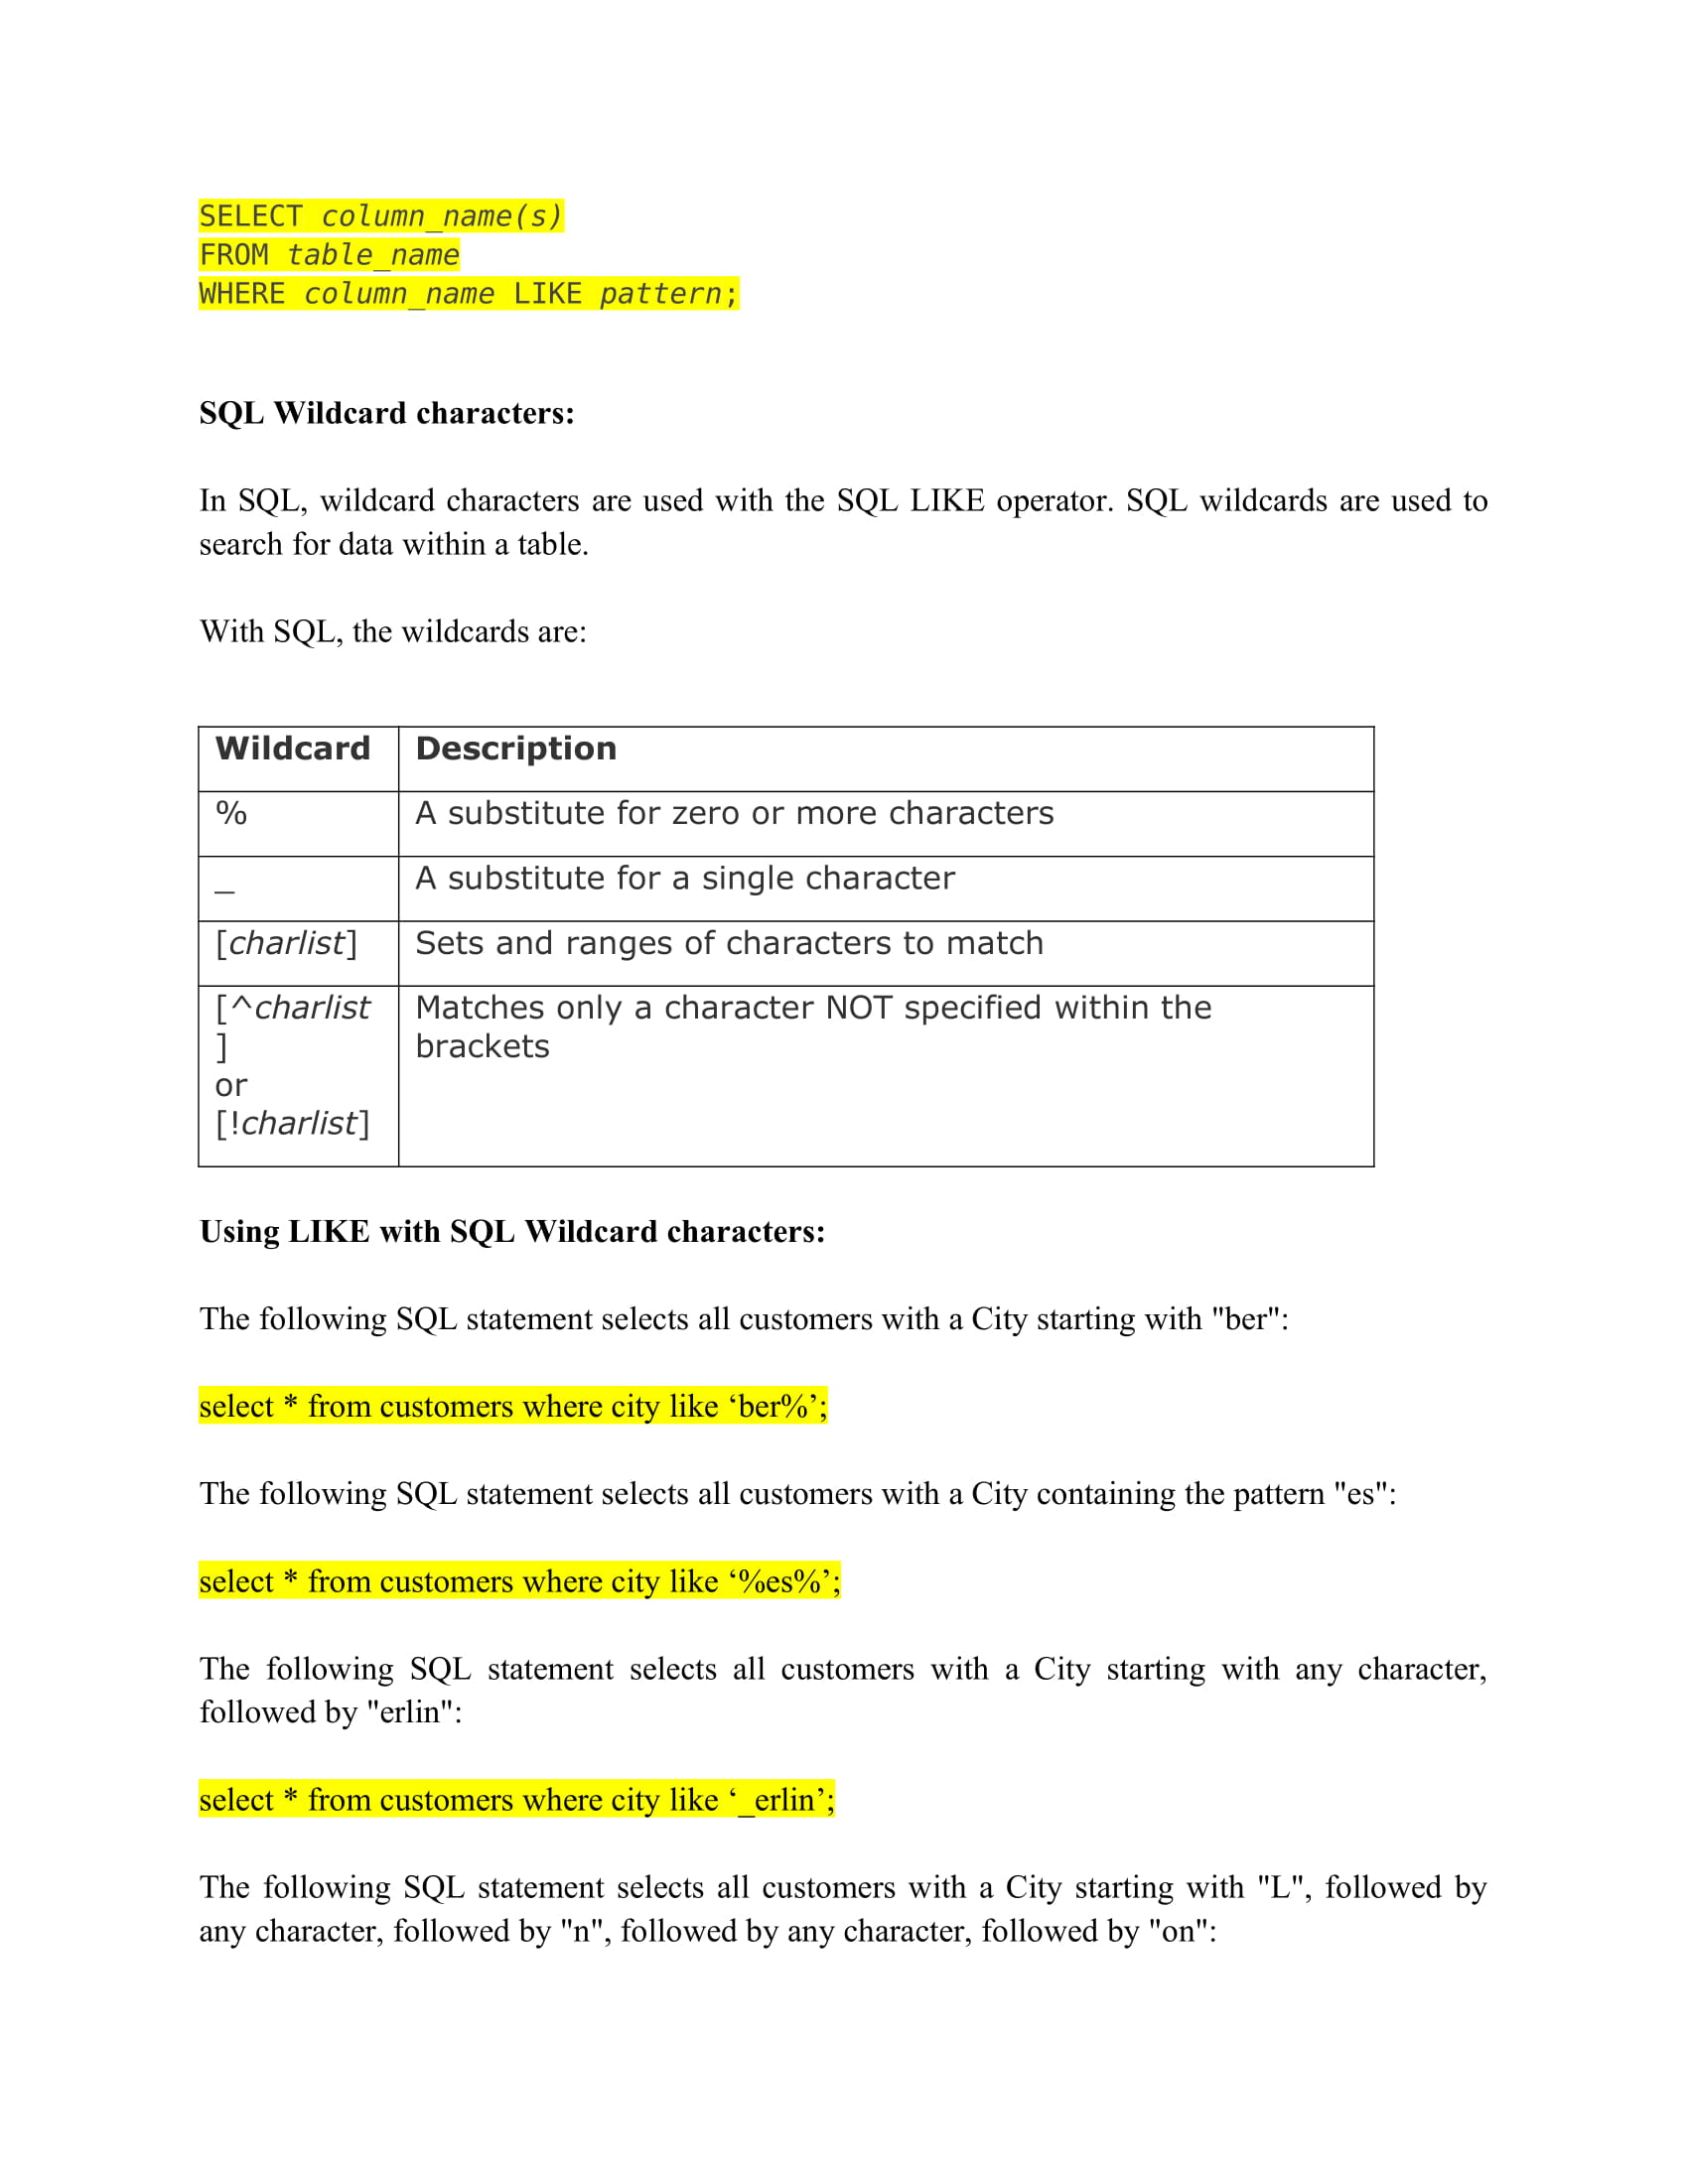 SELECT column_name(s)
FROM table_name
WHERE column_name LIKE pattern;
SQL Wildcard characters:
In SQL, wildcard characters are used with the SQL LIKE operator. SQL wildcards are used to
search for data within a table.
With SQL, the wildcards are:
Wildcard Description
% A substitute for zero or more characters
_ A substitute for a single character
[charlist] Sets and ranges of characters to match
[^charlist Matches only a character NOT specified within the
] brackets
or
[!charlist]
Using LIKE with SQL Wildcard characters:
The following SQL statement selects all customers with a City starting with "ber":
select * from customers where city like ‘ber%’;
The following SQL statement selects all customers with a City containing the pattern "es":
select * from customers where city like ‘%es%’;
The following SQL statement selects all customers with a City starting with any character,
followed by "erlin":
select * from customers where city like ‘_erlin’;
The following SQL statement selects all customers with a City starting with "L", followed by
any character, followed by "n", followed by any character, followed by "on":